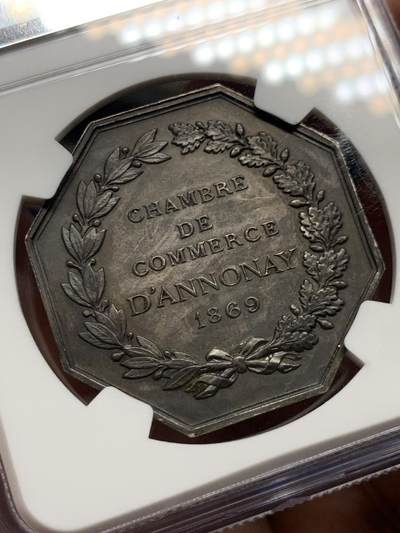 CHAMBRE
DE
COMMERCE
D'ANNONAY
1869